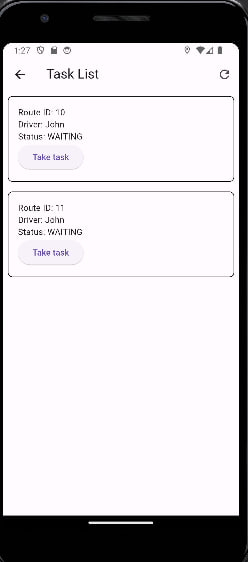 1:27
Task List
Route ID: 10
Driver: John
Status: WAITING
Take task
Route ID: 11
Driver: John
Status: WAITING
Take task